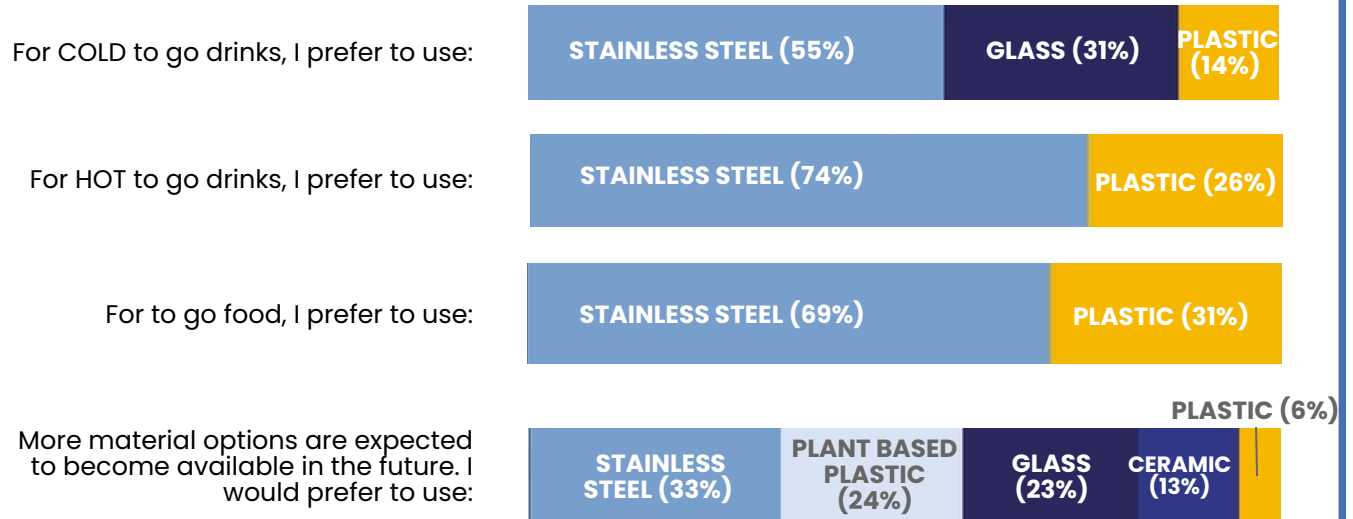 For COLD to go drinks, I prefer to use:
STAINLESS STEEL (55%)
GLASS (31%)
PLASTIC
(14%)
For HOT to go drinks, I prefer to use:
STAINLESS STEEL (74%)
PLASTIC (26%)
For to go food, I prefer to use:
STAINLESS STEEL (69%)
PLASTIC (31%)
More material options are expected
to become available in the future. I
would prefer to use:
STAINLESS
STEEL (33%)
PLANT BASED
PLASTIC
(24%)
GLASS
(23%)
CERAMIC
(13%)
PLASTIC (6%)